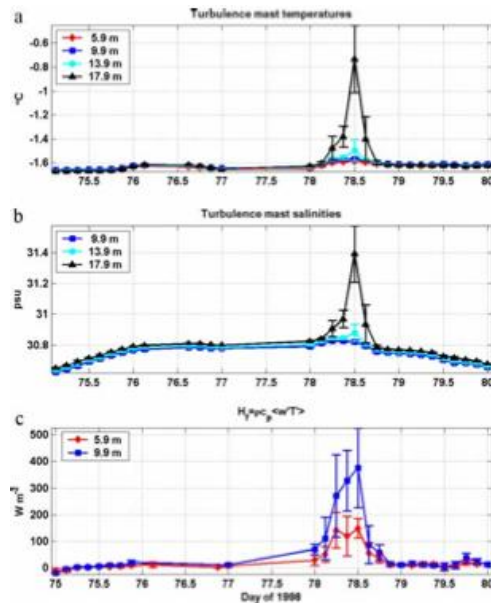 a
Turbulence mast temperatures
5.9 m
9.9 m
13.9 m
17.9 m
°C
-0.6
-0.8
-1
-1.2
-1.4
-1.6
75.5 76 76.5 77 77.5 78 78.5 79 79.5 80
b
Turbulence mast salinities
9.9 m
13.9 m
17.9 m
psu
31.4
31.2
31
30.8
75.5 76 76.5 77 77.5 78 78.5 79 79.5 80
c
H_f=ρc_p<w'T'>
5.9 m
9.9 m
W m⁻²
500
400
300
200
100
0
75 75.5 76 76.5 77 77.5 78 78.5 79 79.5 80
Day of 1998